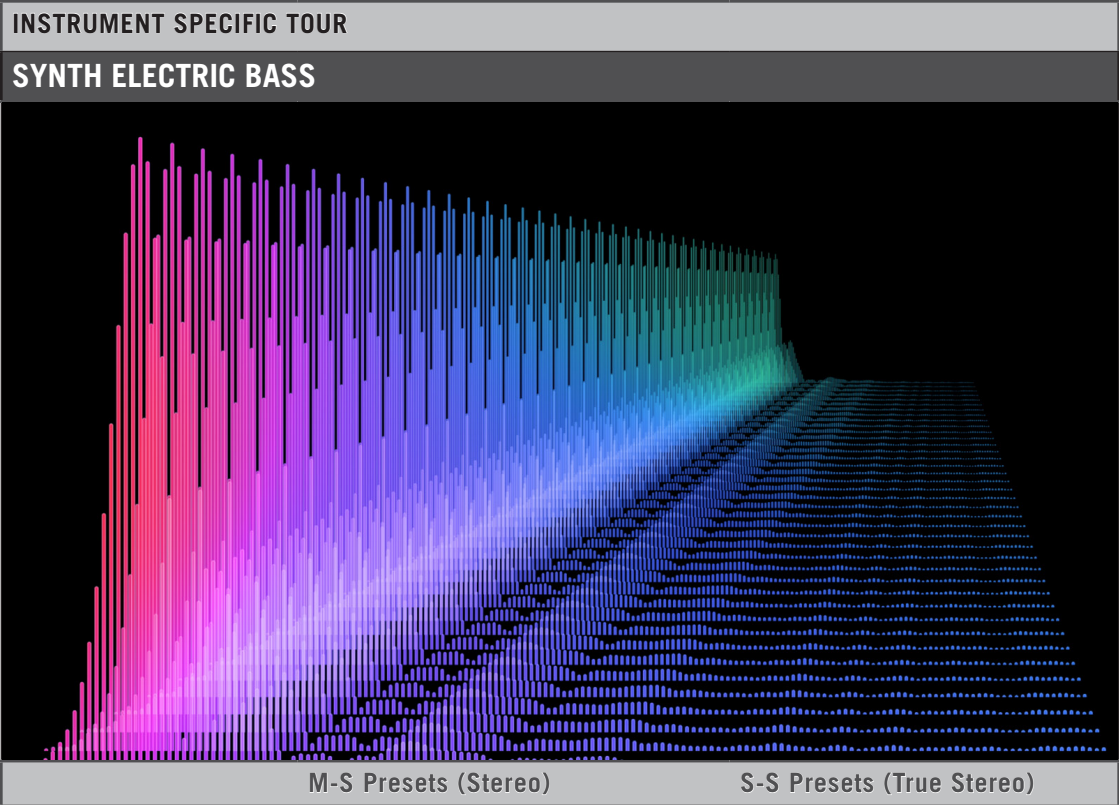 INSTRUMENT SPECIFIC TOUR
SYNTH ELECTRIC BASS
M-S Presets (Stereo) S-S Presets (True Stereo)